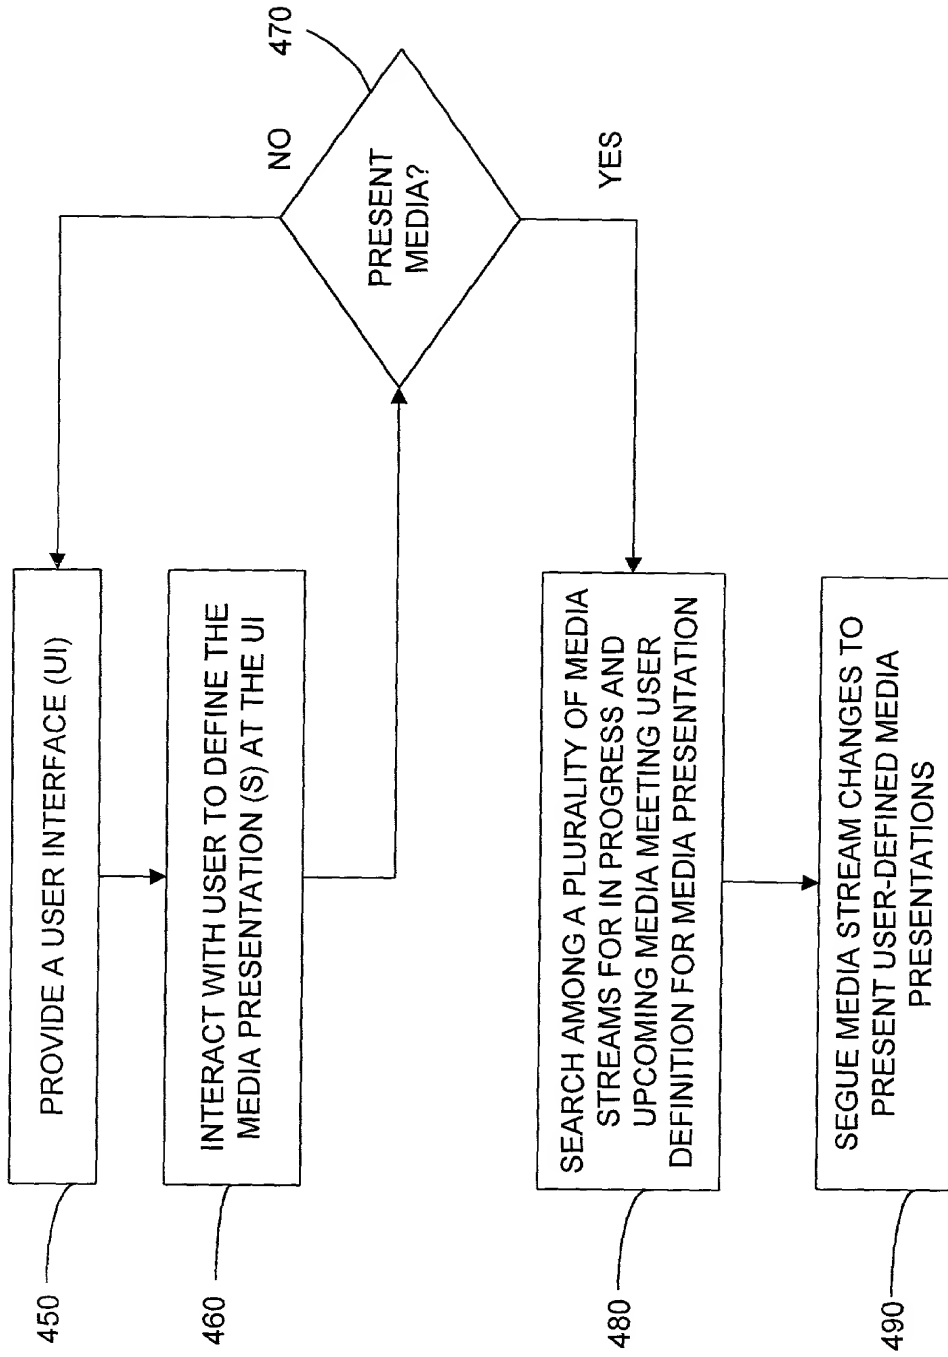 450
PROVIDE A USER INTERFACE (UI)
460
INTERACT WITH USER TO DEFINE THE
MEDIA PRESENTATION (S) AT THE UI
470
PRESENT
MEDIA?
NO
YES
480
SEARCH AMONG A PLURALITY OF MEDIA
STREAMS FOR IN PROGRESS AND
UPCOMING MEDIA MEETING USER
DEFINITION FOR MEDIA PRESENTATION
490
SEGUE MEDIA STREAM CHANGES TO
PRESENT USER-DEFINED MEDIA
PRESENTATIONS